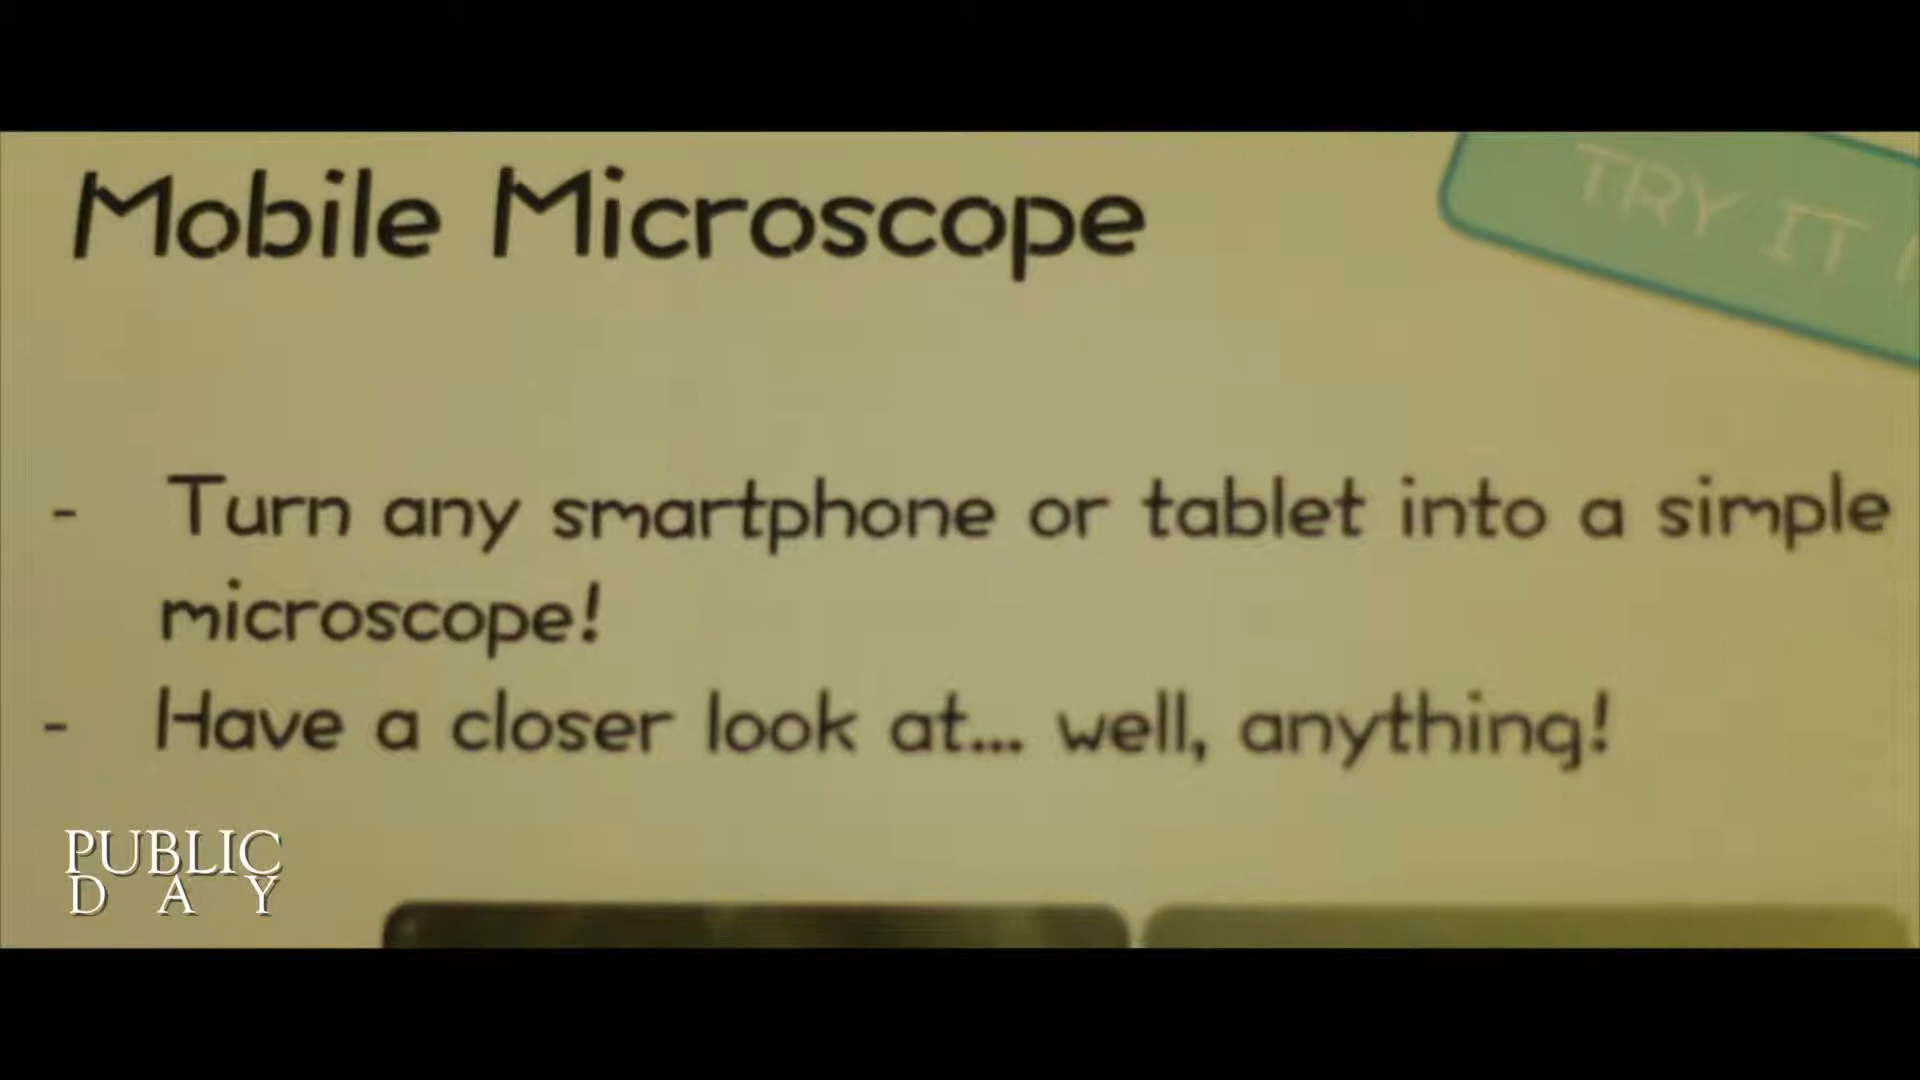 Mobile Microscope
TRY IT
- Turn any smartphone or tablet into a simple
microscope!
- Have a closer look at... well, anything!
PUBLIC
DAY